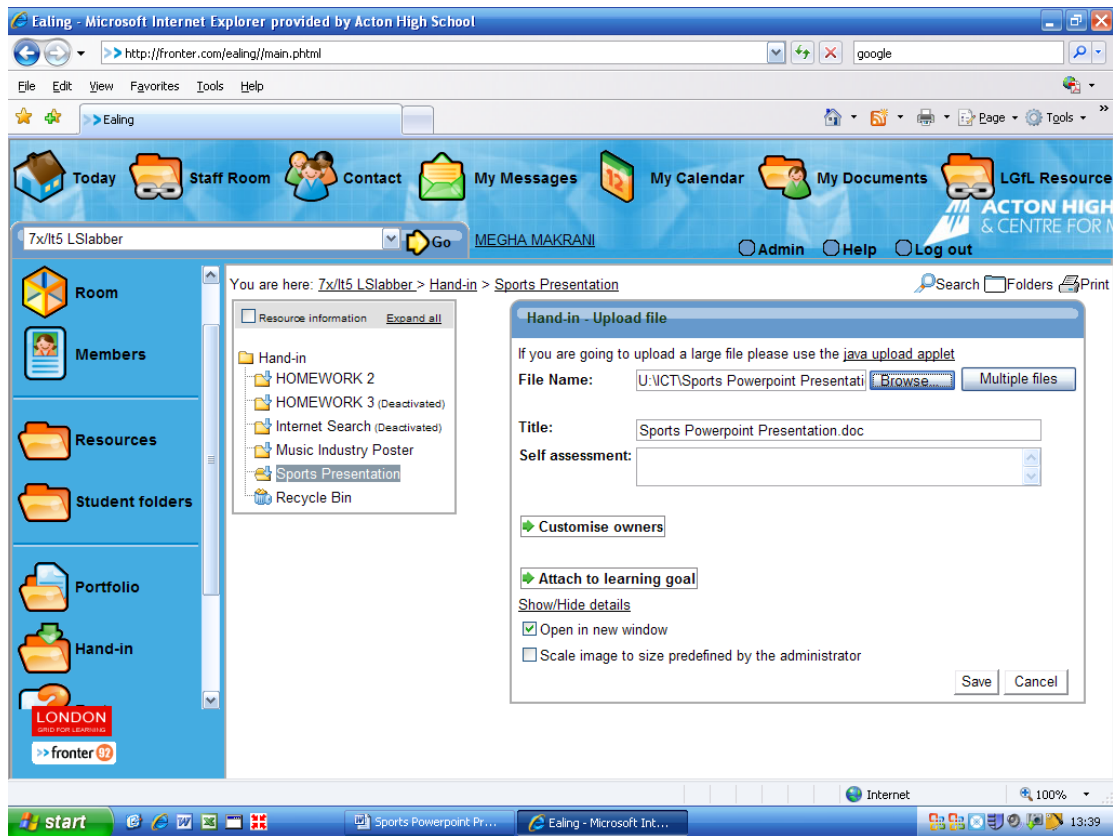 Ealing - Microsoft Internet Explorer provided by Acton High School
http://fronter.com/ealing//main.phtml
google
File Edit View Favorites Tools Help
Ealing
Page Tools
Today Staff Room Contact My Messages My Calendar My Documents LGfL Resource
ACTON HIGH
& CENTRE FOR
7x/It5 LSlabber Go MEGHA MAKRANI
Admin Help Log out
Room
Members
Resources
Student folders
Portfolio
Hand-in
LONDON
GRID FOR LEARNING
fronter 92
You are here: 7x/It5 LSlabber > Hand-in > Sports Presentation
Search Folders Print
Resource information Expand all
Hand-in
HOMEWORK 2
HOMEWORK 3 (Deactivated)
Internet Search (Deactivated)
Music Industry Poster
Sports Presentation
Recycle Bin
Hand-in - Upload file
If you are going to upload a large file please use the java upload applet
File Name: U:\ICT\Sports Powerpoint Presentati Browse... Multiple files
Title: Sports Powerpoint Presentation.doc
Self assessment:
Customise owners
Attach to learning goal
Show/Hide details
Open in new window
Scale image to size predefined by the administrator
Save Cancel
Internet 100%
start Sports Powerpoint Pr... Ealing - Microsoft Int... 13:39